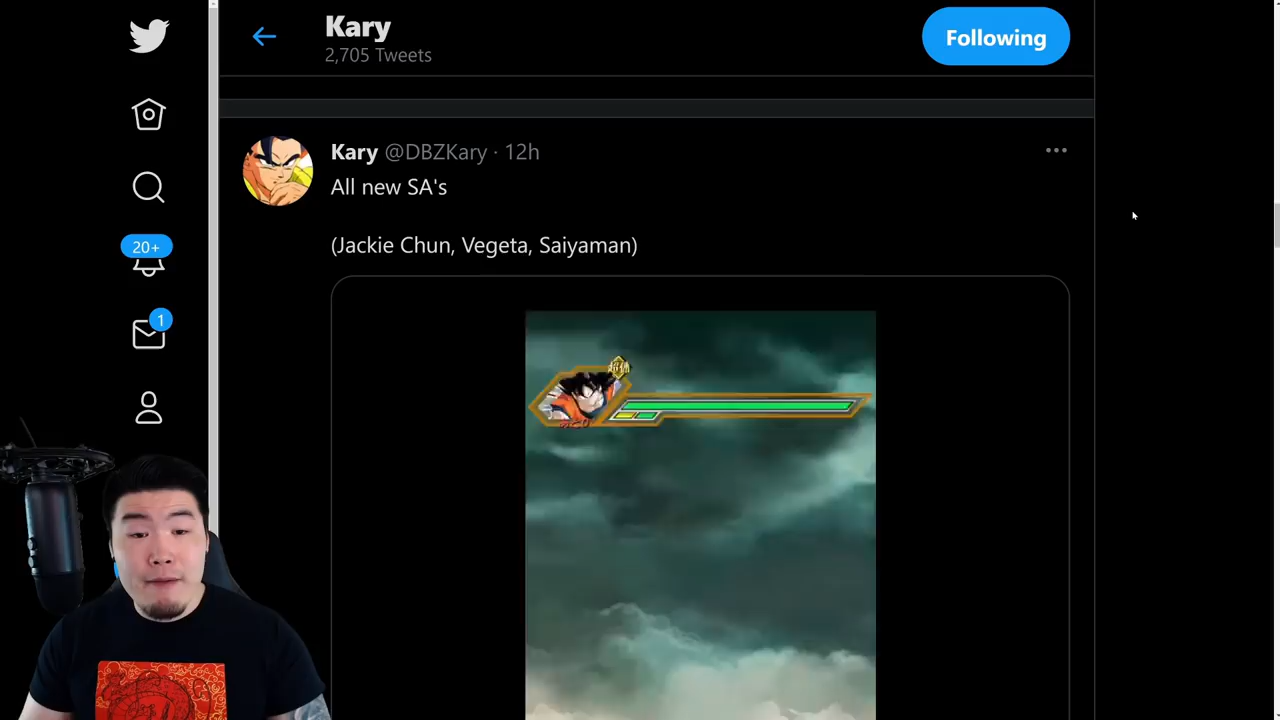 Kary
2,705 Tweets
Following
Kary @DBZKary · 12h
All new SA's
20+
(Jackie Chun, Vegeta, Saiyaman)
1